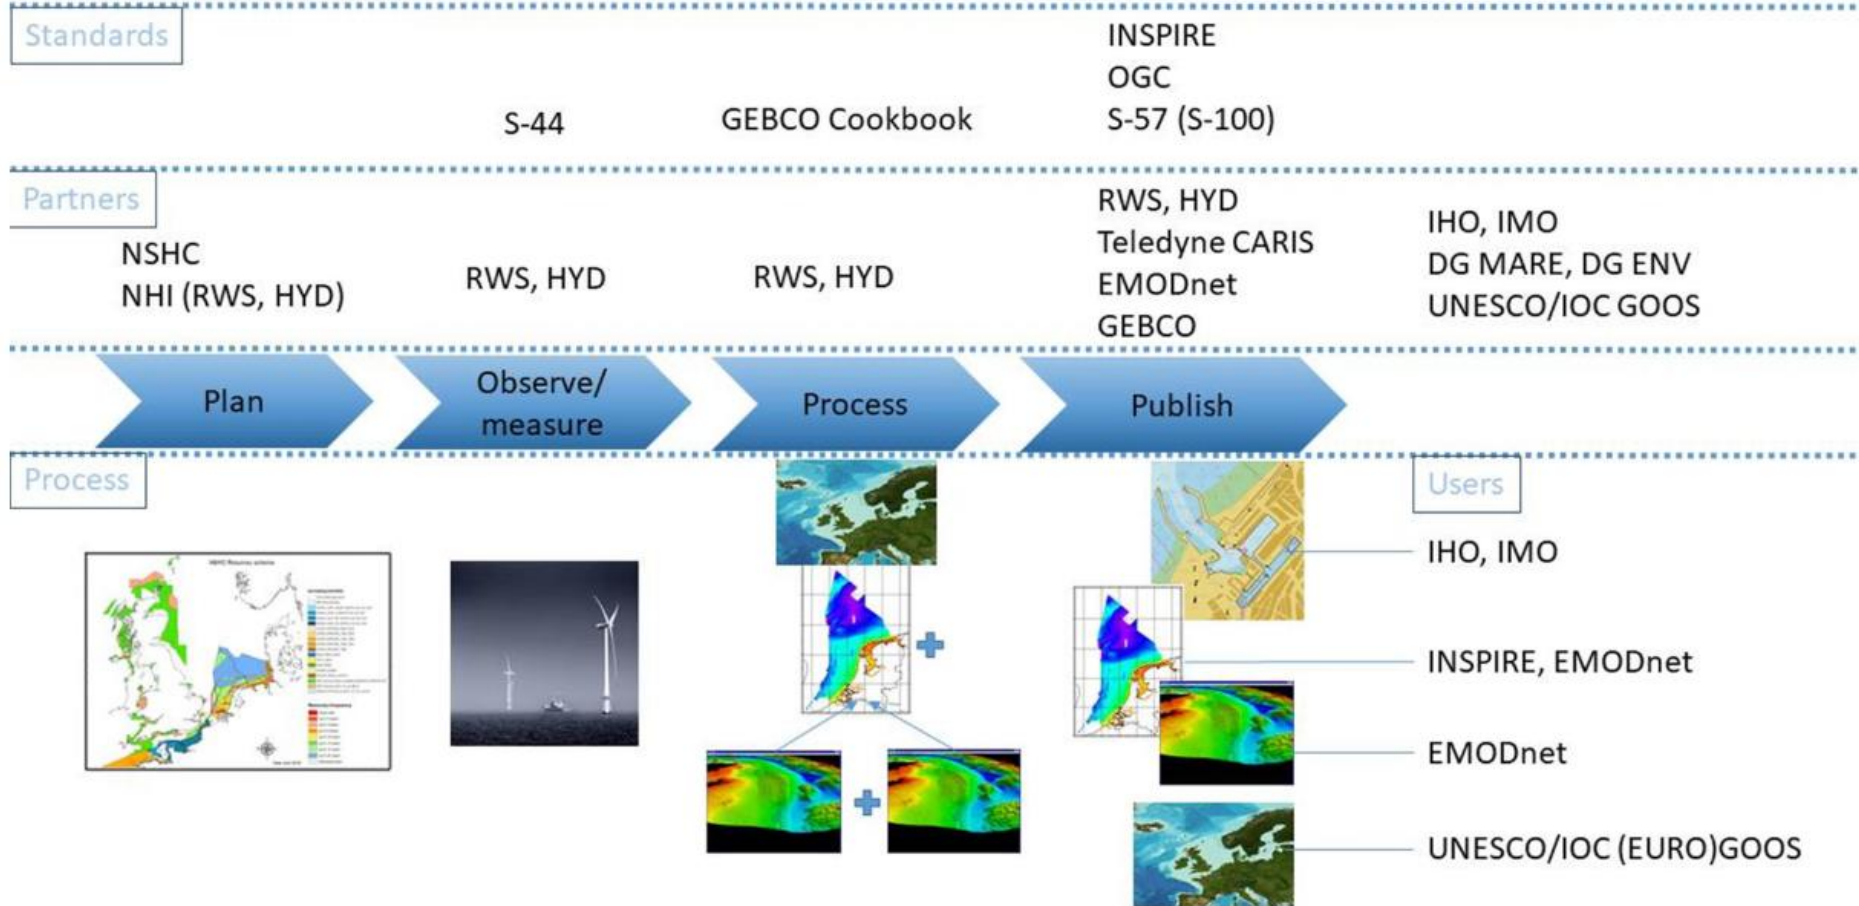 Standards
S-44
GEBCO Cookbook
INSPIRE
OGC
S-57 (S-100)
Partners
NSHC
NHI (RWS, HYD)
RWS, HYD
RWS, HYD
RWS, HYD
Teledyne CARIS
EMODnet
GEBCO
IHO, IMO
DG MARE, DG ENV
UNESCO/IOC GOOS
Plan
Observe/
measure
Process
Publish
Process
Users
IHO, IMO
INSPIRE, EMODnet
EMODnet
UNESCO/IOC (EURO)GOOS